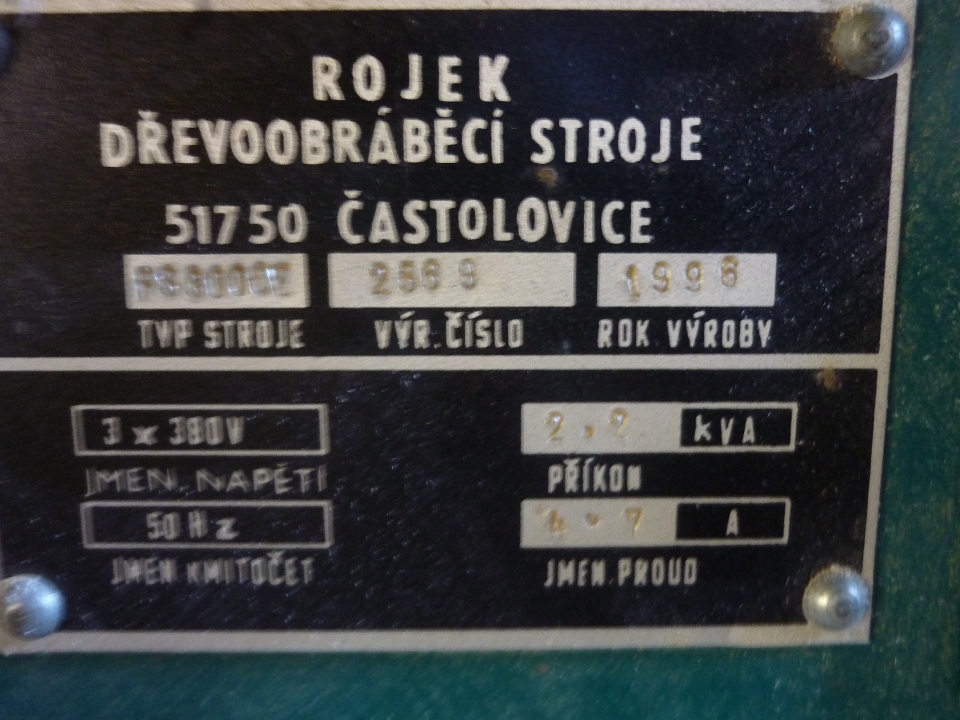 ROJEK
DŘEVOOBRÁBĚCÍ STROJE
51750 ČASTOLOVICE
2569 1996
TYP STROJE VÝR. ČÍSLO ROK VÝROBY
3 x 380V 2,2 kVA
JMEN. NAPĚTÍ PŘÍKON
50 Hz 4.7 A
JMEN KMITOČET JMEN. PROUD